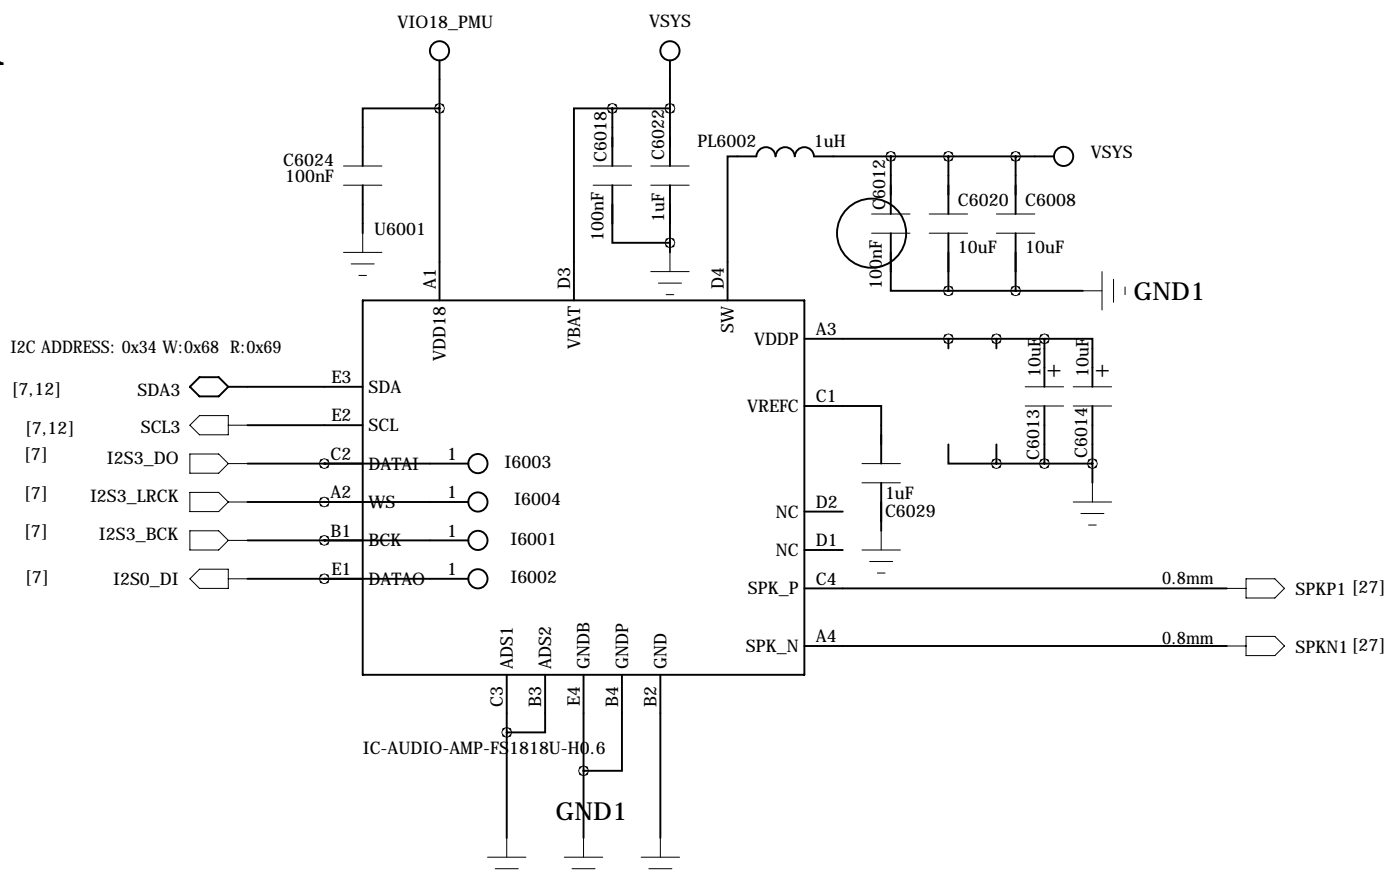 VIO18_PMU
VSYS
C6024
100nF
C6018
100nF
C6022
1uF
PL6002
1uH
VSYS
C6012
100nF
C6020
10uF
C6008
10uF
GND1
U6001
A1
D3
D4
VDD18
VBAT
SW
I2C ADDRESS: 0x34 W:0x68 R:0x69
[7,12] SDA3 E3 SDA
[7,12] SCL3 E2 SCL
[7] I2S3_DO C2 DATAI 1 I6003
[7] I2S3_LRCK A2 WS 1 I6004
[7] I2S3_BCK B1 BCK 1 I6001
[7] I2S0_DI E1 DATAO 1 I6002
VDDP A3
10uF +
C6013
10uF +
C6014
VREFC C1
1uF
C6029
NC D2
NC D1
SPK_P C4 0.8mm SPKP1 [27]
SPK_N A4 0.8mm SPKN1 [27]
ADS1
ADS2
GNDB
GNDP
GND
C3
B3
E4
B4
B2
IC-AUDIO-AMP-FS1818U-H0.6
GND1